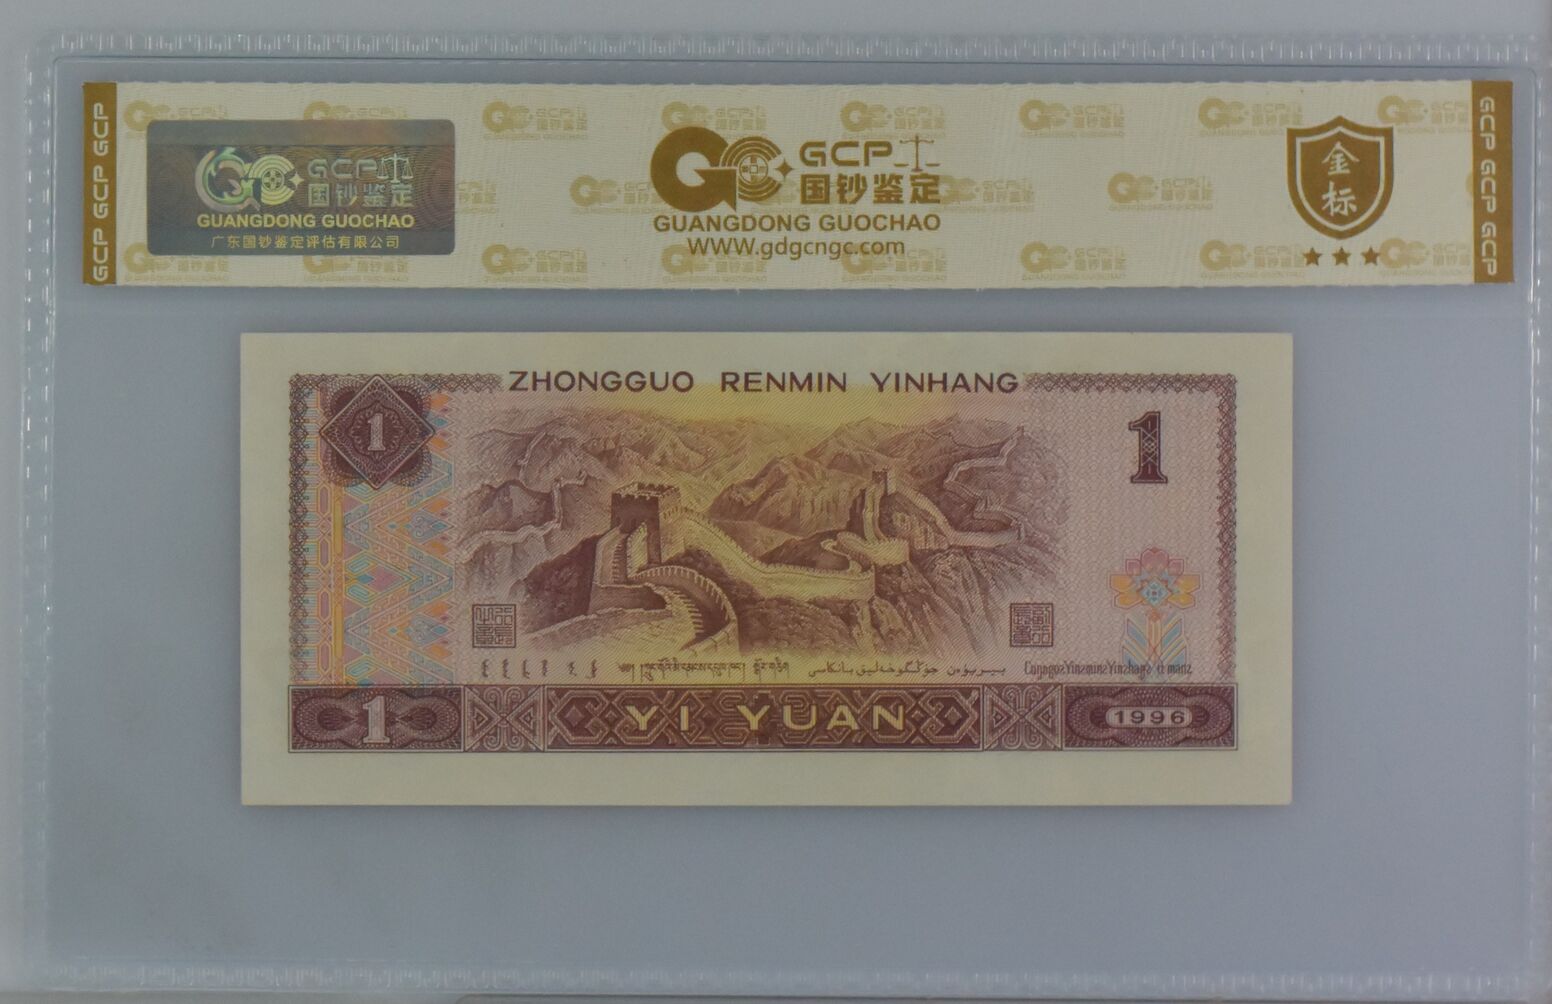 GCP GCP GCP
GCP
国钞鉴定
GUANGDONG GUOCHAO
广东国钞鉴定评估有限公司
GCP
国钞鉴定
GUANGDONG GUOCHAO
WWW.gdgcngc.com
金标
GCP GCP GCP
ZHONGGUO RENMIN YINHANG
1
1
1
YI YUAN
1996